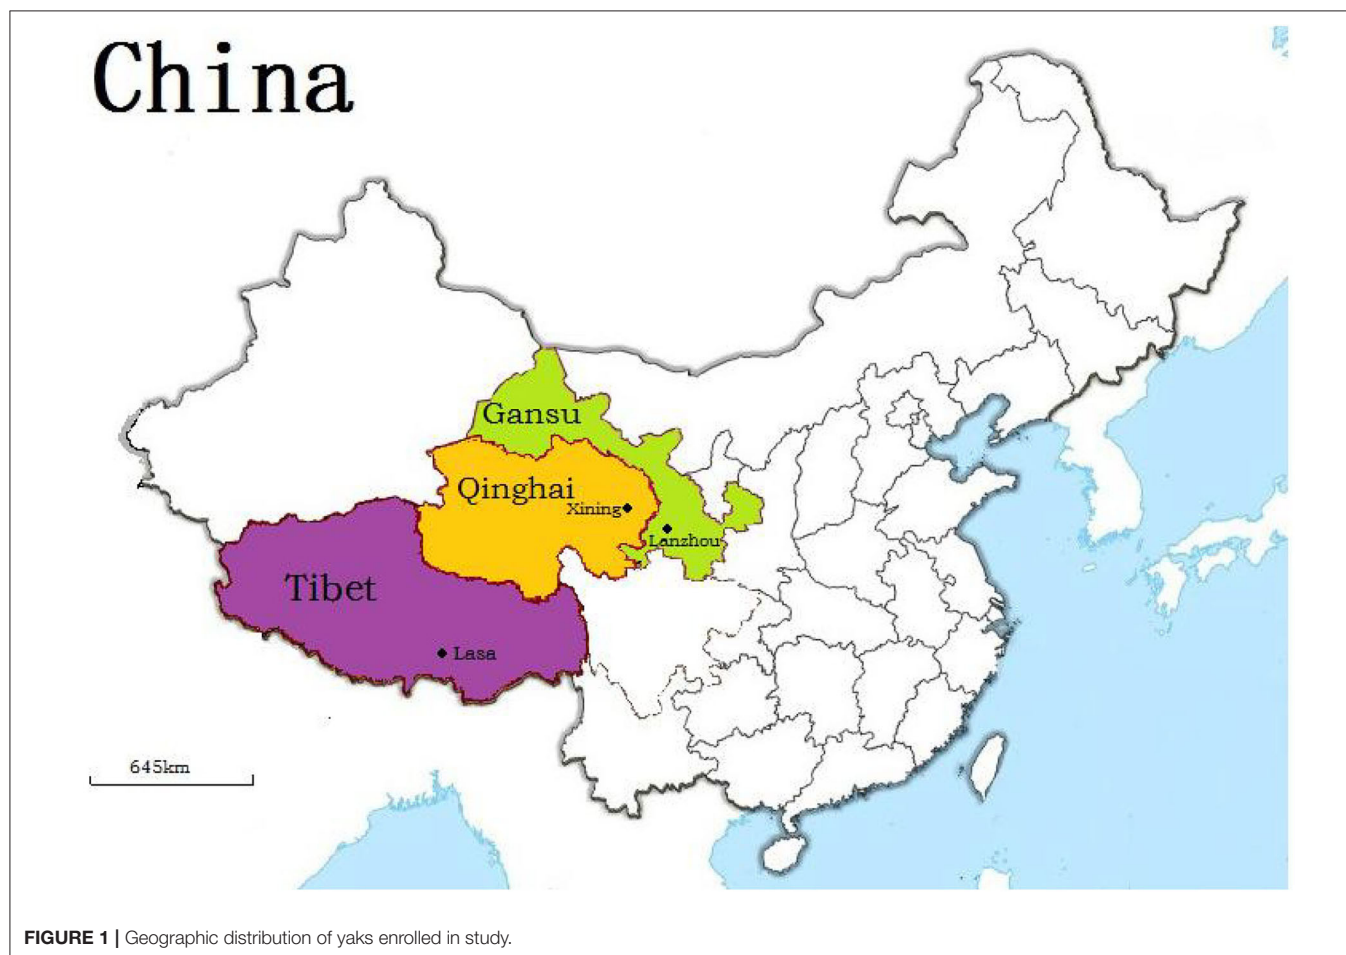 China
Gansu
Qinghai
Xining
Lanzhou
Tibet
Lasa
645km
FIGURE 1 | Geographic distribution of yaks enrolled in study.